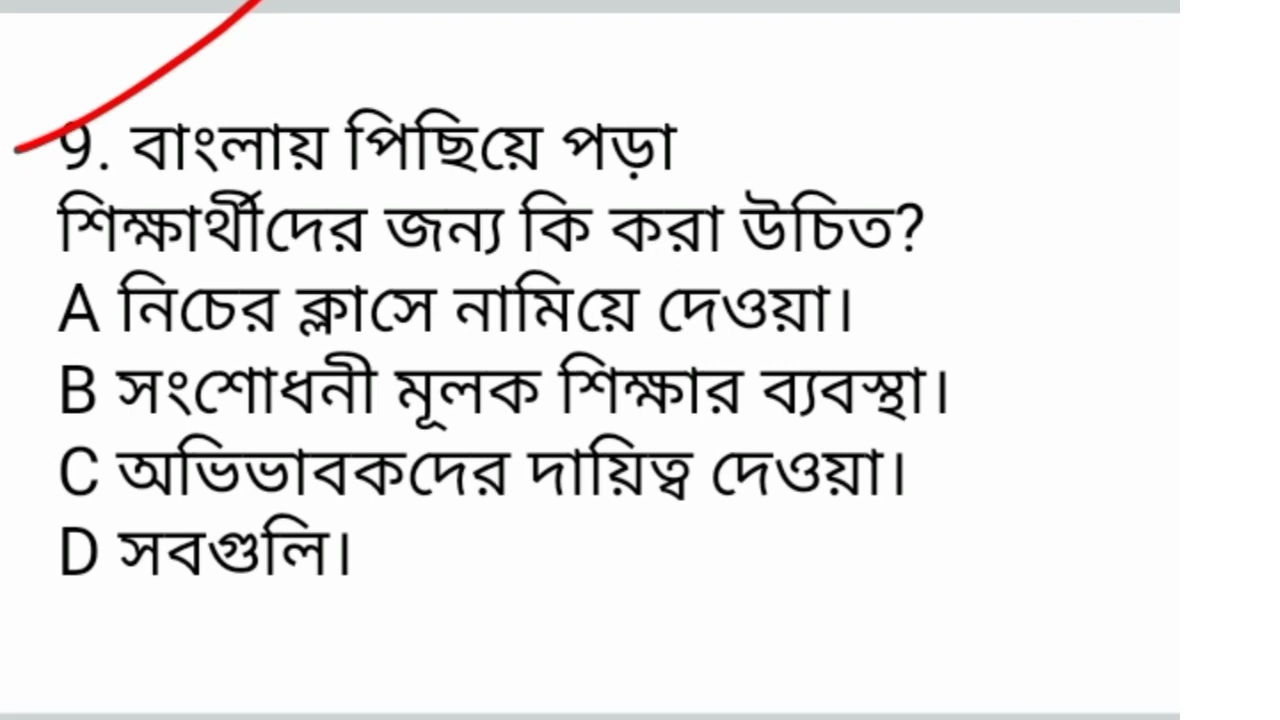 9. বাংলায় পিছিয়ে পড়া
শিক্ষার্থীদের জন্য কি করা উচিত?
A নিচের ক্লাসে নামিয়ে দেওয়া।
B সংশোধনী মূলক শিক্ষার ব্যবস্থা।
C অভিভাবকদের দায়িত্ব দেওয়া।
D সবগুলি।